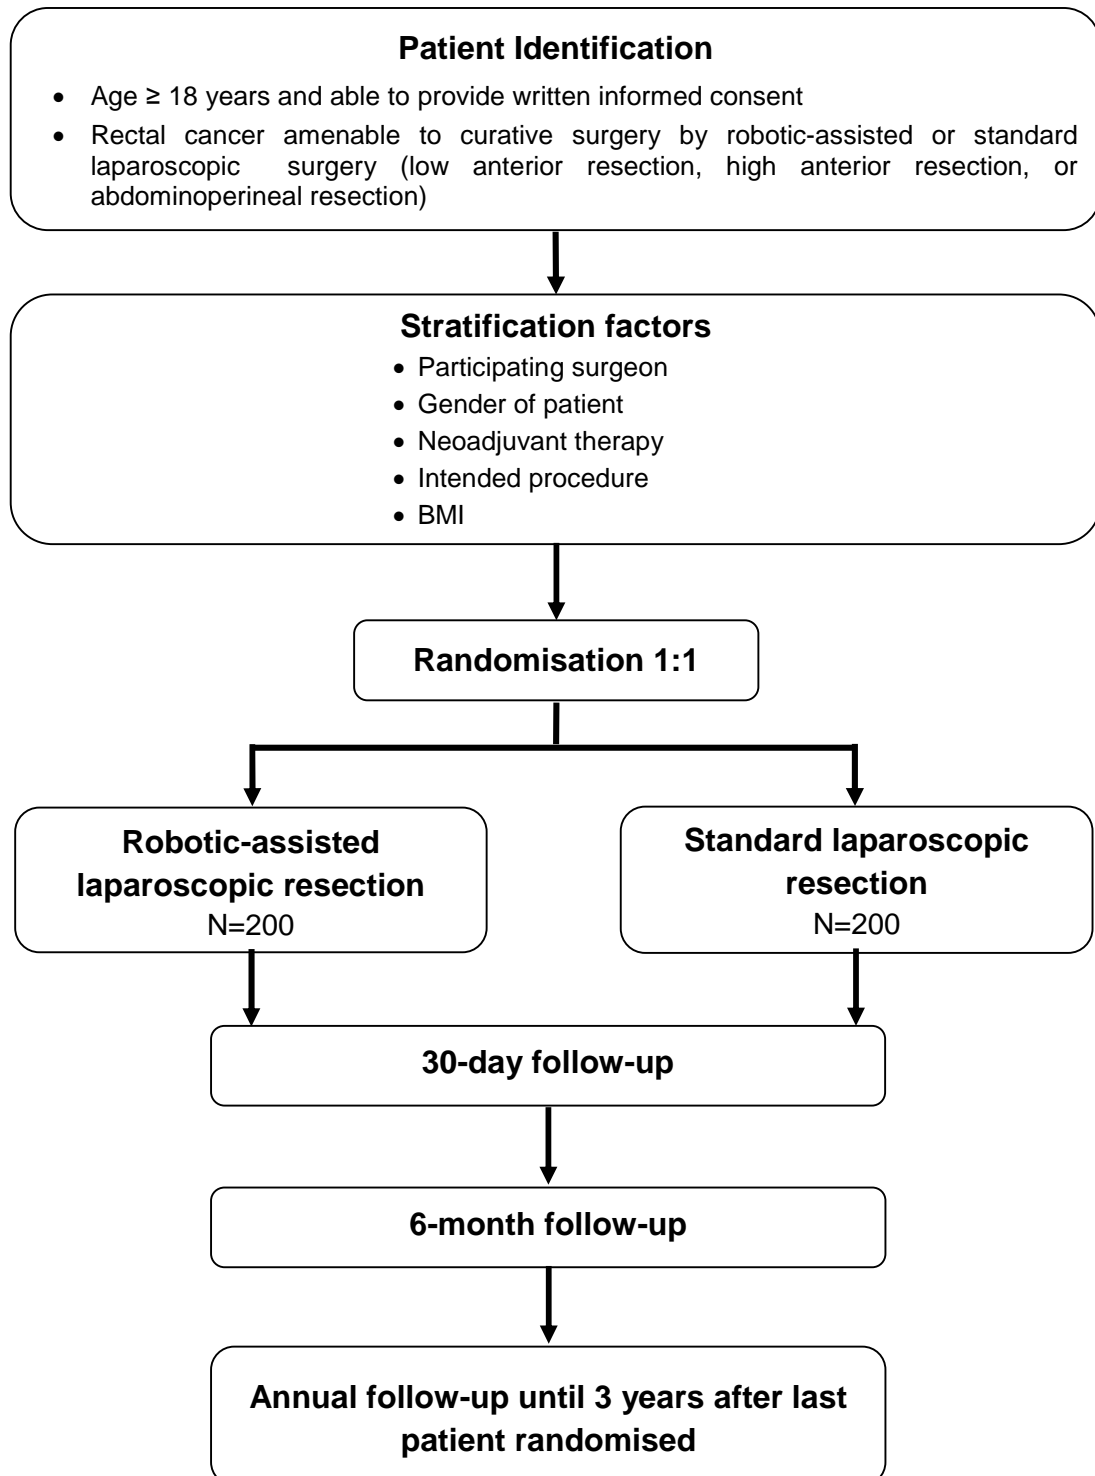 Patient Identification
• Age ≥ 18 years and able to provide written informed consent
• Rectal cancer amenable to curative surgery by robotic-assisted or standard
laparoscopic surgery (low anterior resection, high anterior resection, or
abdominoperineal resection)
Stratification factors
• Participating surgeon
• Gender of patient
• Neoadjuvant therapy
• Intended procedure
• BMI
Randomisation 1:1
Robotic-assisted
laparoscopic resection
N=200
Standard laparoscopic
resection
N=200
30-day follow-up
6-month follow-up
Annual follow-up until 3 years after last
patient randomised